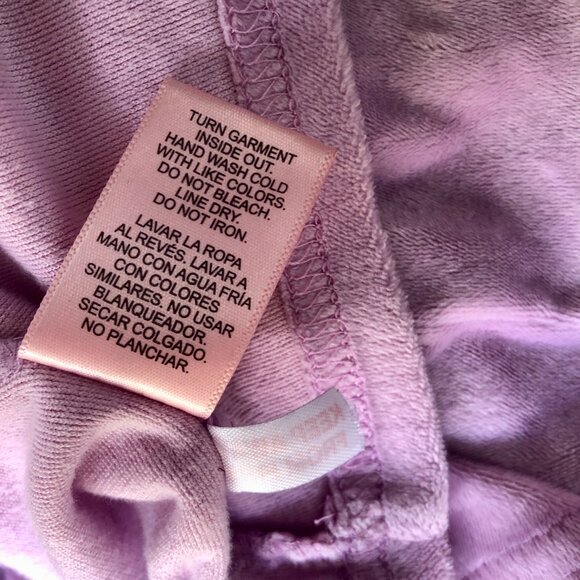 TURN GARMENT
INSIDE OUT.
HAND WASH COLD
WITH LIKE COLORS.
DO NOT BLEACH.
LINE DRY.
DO NOT IRON.
LAVAR LA ROPA
AL REVÉS. LAVAR A
MANO CON AGUA FRÍA
CON COLORES
SIMILARES. NO USAR
BLANQUEADOR.
SECAR COLGADO.
NO PLANCHAR.